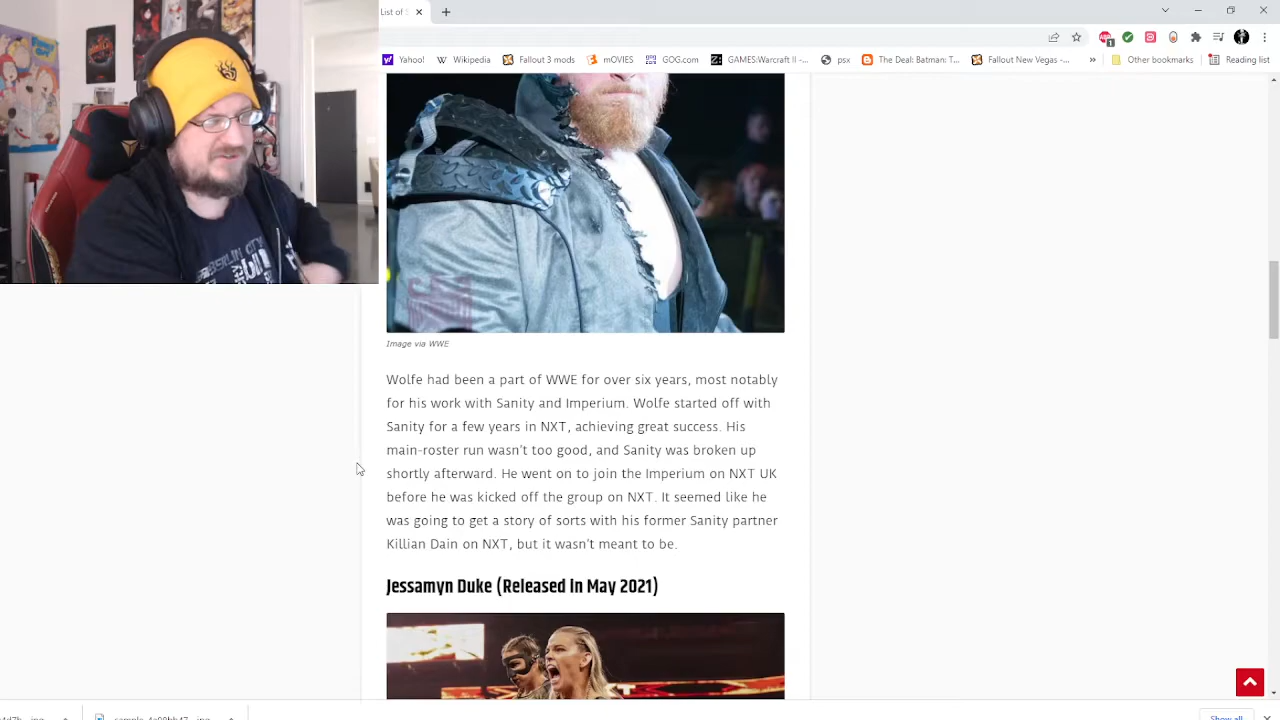 List of S
Yahoo!
Wikipedia
Fallout 3 mods
mOVIES
GOG.com
GAMES:Warcraft II -...
psx
The Deal: Batman: T...
Fallout New Vegas -...
Other bookmarks
Reading list
Image via WWE
Wolfe had been a part of WWE for over six years, most notably
for his work with Sanity and Imperium. Wolfe started off with
Sanity for a few years in NXT, achieving great success. His
main-roster run wasn't too good, and Sanity was broken up
shortly afterward. He went on to join the Imperium on NXT UK
before he was kicked off the group on NXT. It seemed like he
was going to get a story of sorts with his former Sanity partner
Killian Dain on NXT, but it wasn't meant to be.
Jessamyn Duke (Released in May 2021)
Show all